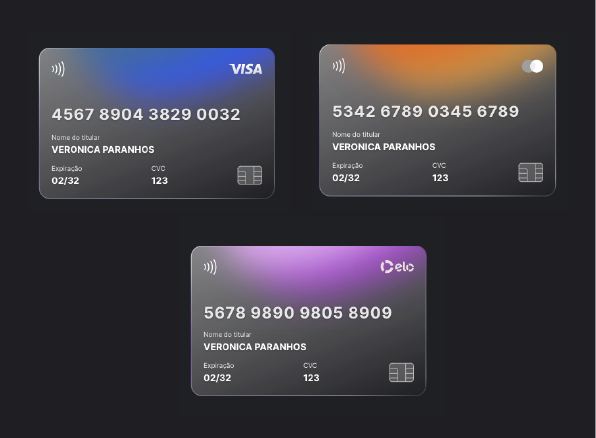 VISA
4567 8904 3829 0032
Nome do titular
VERONICA PARANHOS
Expiração CVC
02/32 123
5342 6789 0345 6789
Nome do titular
VERONICA PARANHOS
Expiração CVC
02/32 123
elo
5678 9890 9805 8909
Nome do titular
VERONICA PARANHOS
Expiração CVC
02/32 123